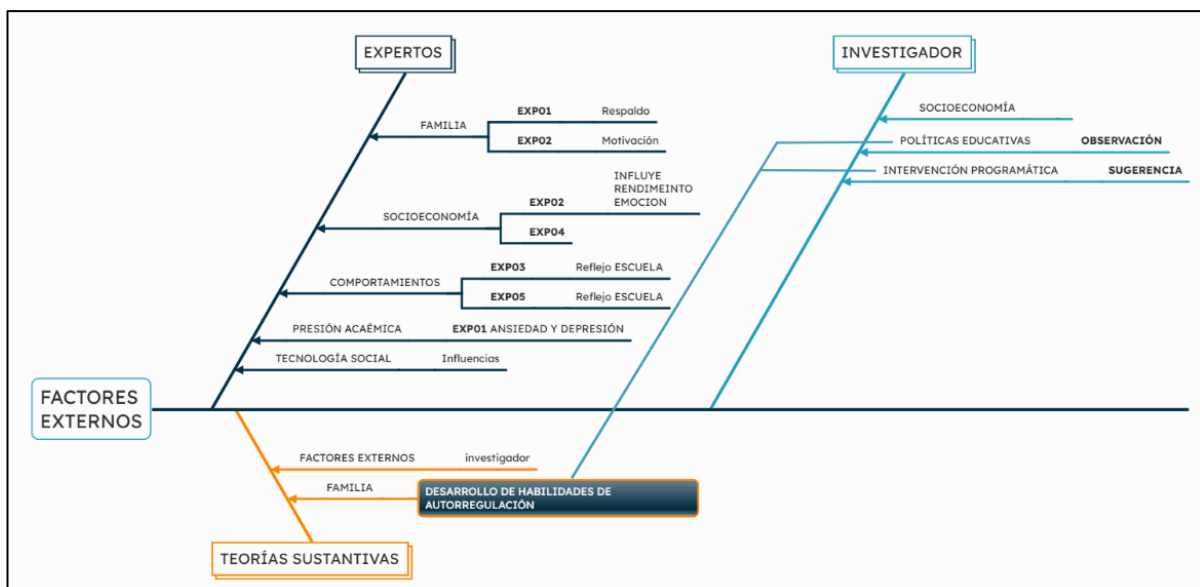 EXPERTOS
INVESTIGADOR
EXP01 Respaldo
FAMILIA
EXP02 Motivación
INFLUYE
RENDIMEINTO
EMOCION
EXP02
SOCIOECONOMÍA
EXP04
EXP03 Reflejo ESCUELA
COMPORTAMIENTOS
EXP05 Reflejo ESCUELA
PRESIÓN ACAÉMICA EXP01 ANSIEDAD Y DEPRESIÓN
TECNOLOGÍA SOCIAL Influencias
SOCIOECONOMÍA
POLÍTICAS EDUCATIVAS OBSERVACIÓN
INTERVENCIÓN PROGRAMÁTICA SUGERENCIA
FACTORES
EXTERNOS
FACTORES EXTERNOS investigador
FAMILIA
DESARROLLO DE HABILIDADES DE
AUTORREGULACIÓN
TEORÍAS SUSTANTIVAS